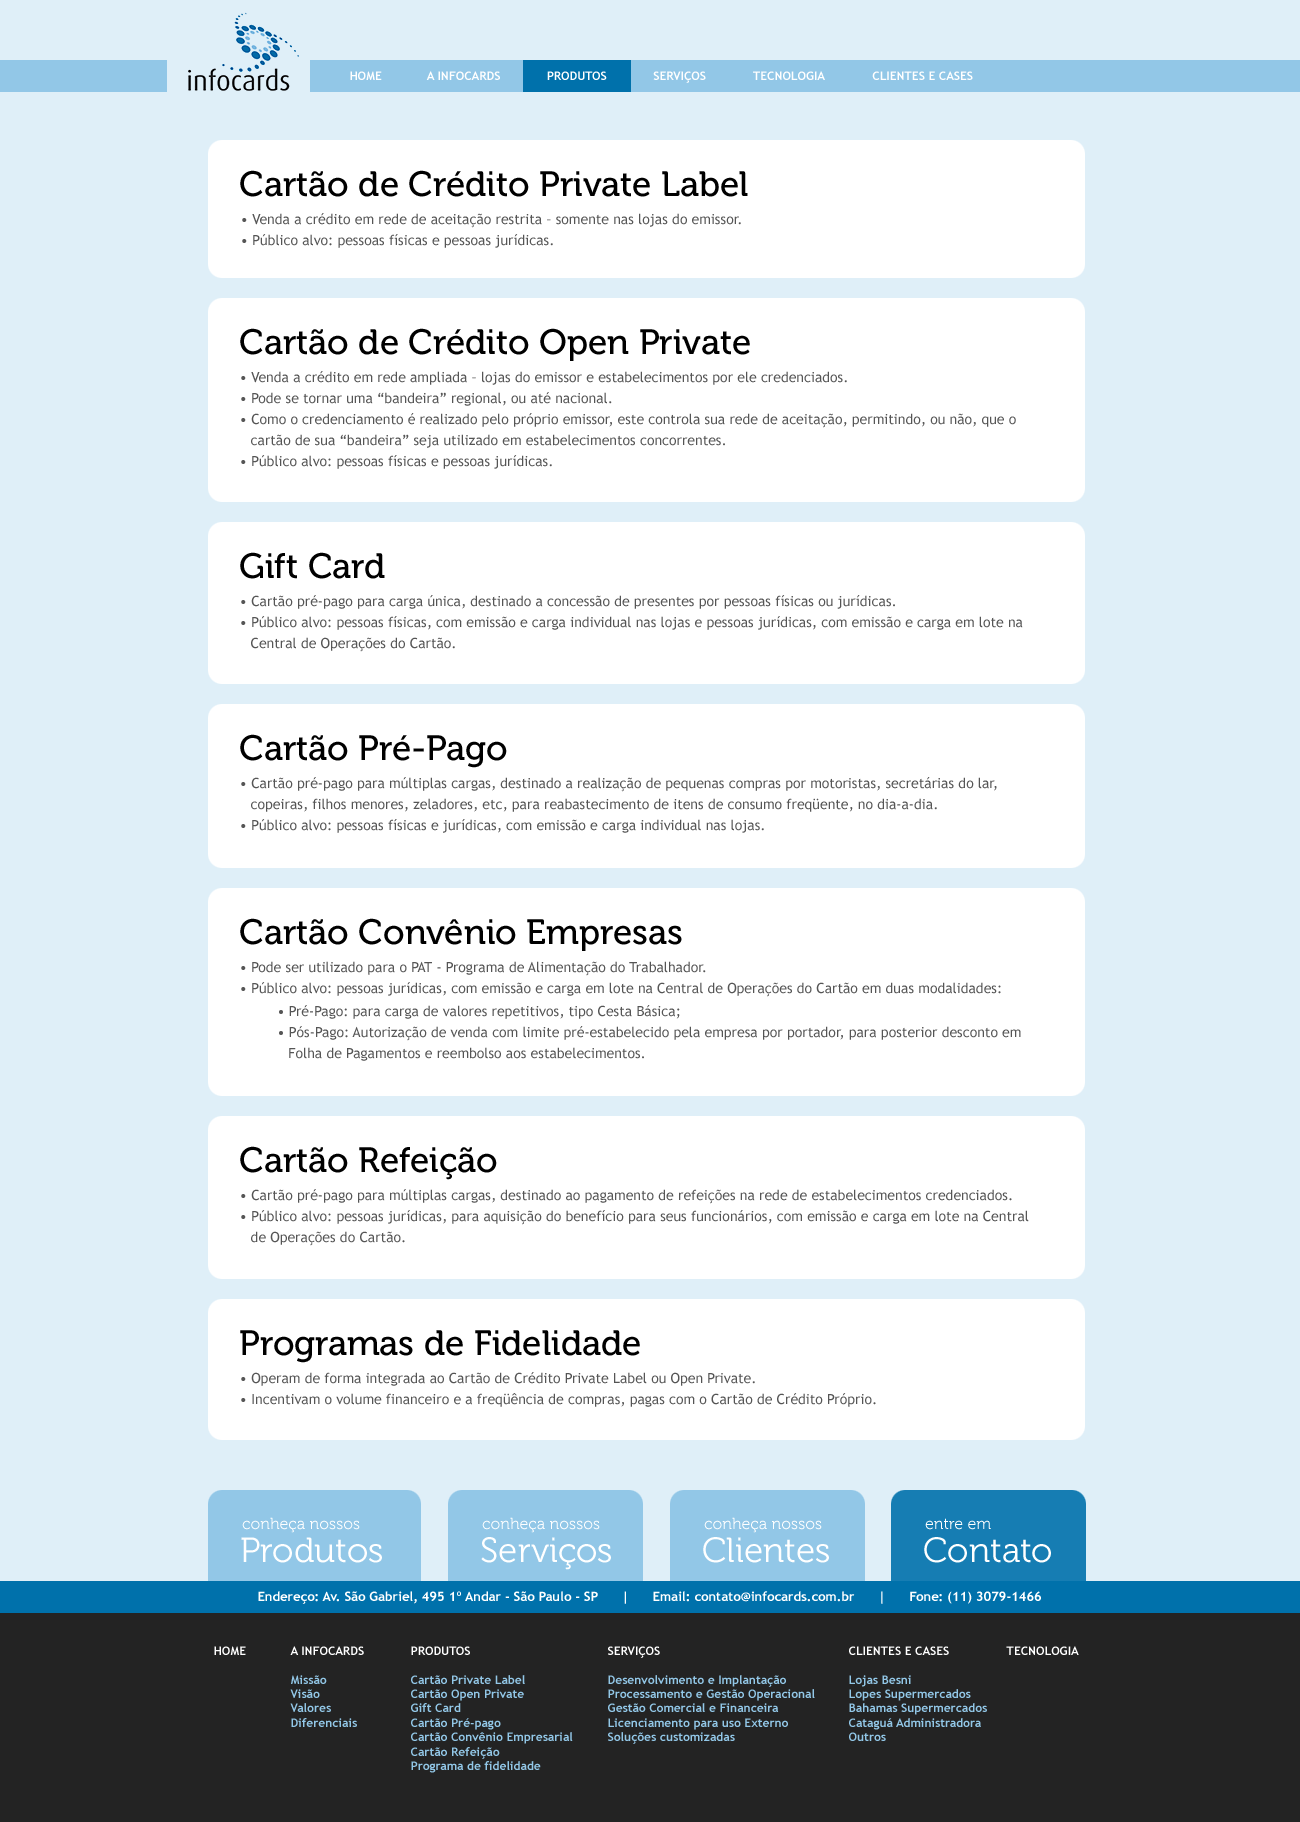 infocards
HOME A INFOCARDS PRODUTOS SERVIÇOS TECNOLOGIA CLIENTES E CASES
Cartão de Crédito Private Label
• Venda a crédito em rede de aceitação restrita – somente nas lojas do emissor.
• Público alvo: pessoas físicas e pessoas jurídicas.
Cartão de Crédito Open Private
• Venda a crédito em rede ampliada – lojas do emissor e estabelecimentos por ele credenciados.
• Pode se tornar uma “bandeira” regional, ou até nacional.
• Como o credenciamento é realizado pelo próprio emissor, este controla sua rede de aceitação, permitindo, ou não, que o
cartão de sua “bandeira” seja utilizado em estabelecimentos concorrentes.
• Público alvo: pessoas físicas e pessoas jurídicas.
Gift Card
• Cartão pré-pago para carga única, destinado a concessão de presentes por pessoas físicas ou jurídicas.
• Público alvo: pessoas físicas, com emissão e carga individual nas lojas e pessoas jurídicas, com emissão e carga em lote na
Central de Operações do Cartão.
Cartão Pré-Pago
• Cartão pré-pago para múltiplas cargas, destinado a realização de pequenas compras por motoristas, secretárias do lar,
copeiras, filhos menores, zeladores, etc, para reabastecimento de itens de consumo freqüente, no dia-a-dia.
• Público alvo: pessoas físicas e jurídicas, com emissão e carga individual nas lojas.
Cartão Convênio Empresas
• Pode ser utilizado para o PAT - Programa de Alimentação do Trabalhador.
• Público alvo: pessoas jurídicas, com emissão e carga em lote na Central de Operações do Cartão em duas modalidades:
• Pré-Pago: para carga de valores repetitivos, tipo Cesta Básica;
• Pós-Pago: Autorização de venda com limite pré-estabelecido pela empresa por portador, para posterior desconto em
Folha de Pagamentos e reembolso aos estabelecimentos.
Cartão Refeição
• Cartão pré-pago para múltiplas cargas, destinado ao pagamento de refeições na rede de estabelecimentos credenciados.
• Público alvo: pessoas jurídicas, para aquisição do benefício para seus funcionários, com emissão e carga em lote na Central
de Operações do Cartão.
Programas de Fidelidade
• Operam de forma integrada ao Cartão de Crédito Private Label ou Open Private.
• Incentivam o volume financeiro e a freqüência de compras, pagas com o Cartão de Crédito Próprio.
conheça nossos
Produtos
conheça nossos
Serviços
conheça nossos
Clientes
entre em
Contato
Endereço: Av. São Gabriel, 495 1º Andar - São Paulo - SP | Email: contato@infocards.com.br | Fone: (11) 3079-1466
HOME
A INFOCARDS
Missão
Visão
Valores
Diferenciais
PRODUTOS
Cartão Private Label
Cartão Open Private
Gift Card
Cartão Pré-pago
Cartão Convênio Empresarial
Cartão Refeição
Programa de fidelidade
SERVIÇOS
Desenvolvimento e Implantação
Processamento e Gestão Operacional
Gestão Comercial e Financeira
Licenciamento para uso Externo
Soluções customizadas
CLIENTES E CASES
Lojas Besni
Lopes Supermercados
Bahamas Supermercados
Cataguá Administradora
Outros
TECNOLOGIA